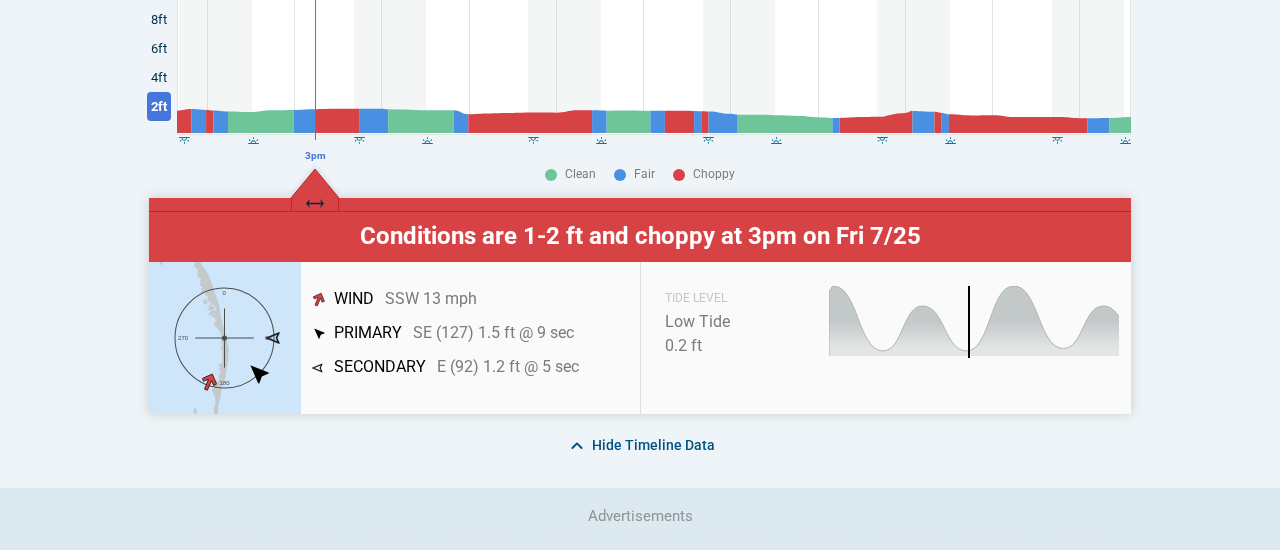 8ft
6ft
4ft
2ft
3pm
Clean Fair Choppy
Conditions are 1-2 ft and choppy at 3pm on Fri 7/25
0
270
180
WIND SSW 13 mph
PRIMARY SE (127) 1.5 ft @ 9 sec
SECONDARY E (92) 1.2 ft @ 5 sec
TIDE LEVEL
Low Tide
0.2 ft
Hide Timeline Data
Advertisements